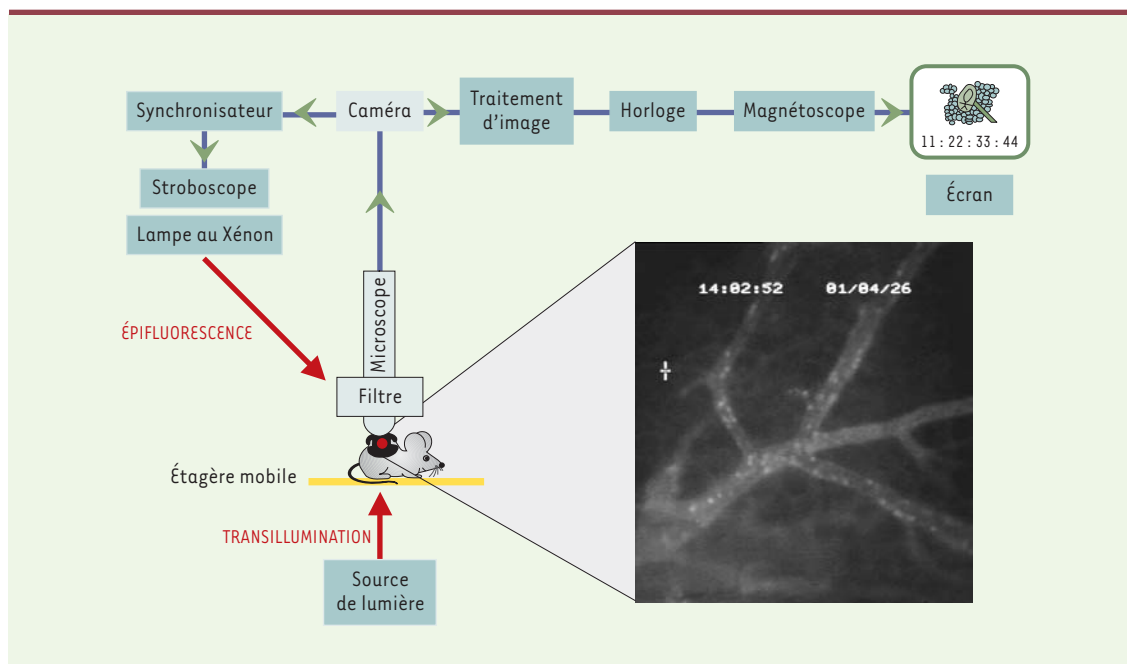 Synchronisateur
Caméra
Traitement
d'image
Horloge
Magnétoscope
11 : 22 : 33 : 44
Écran
Stroboscope
Lampe au Xénon
ÉPIFLUORESCENCE
Microscope
Filtre
Étagère mobile
TRANSILLUMINATION
Source
de lumière
14:02:52 01/04/26